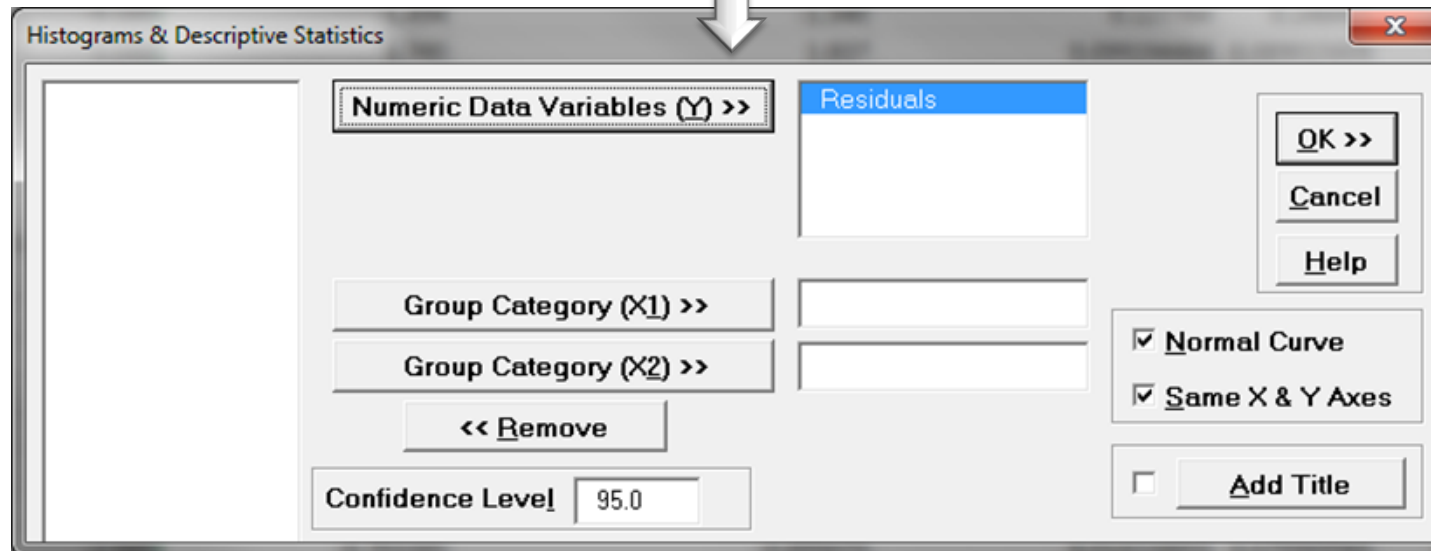 Histograms & Descriptive Statistics
Numeric Data Variables (Y) >>
Residuals
OK >>
Cancel
Help
Group Category (X1) >>
Group Category (X2) >>
<< Remove
Normal Curve
Same X & Y Axes
Confidence Level 95.0
Add Title